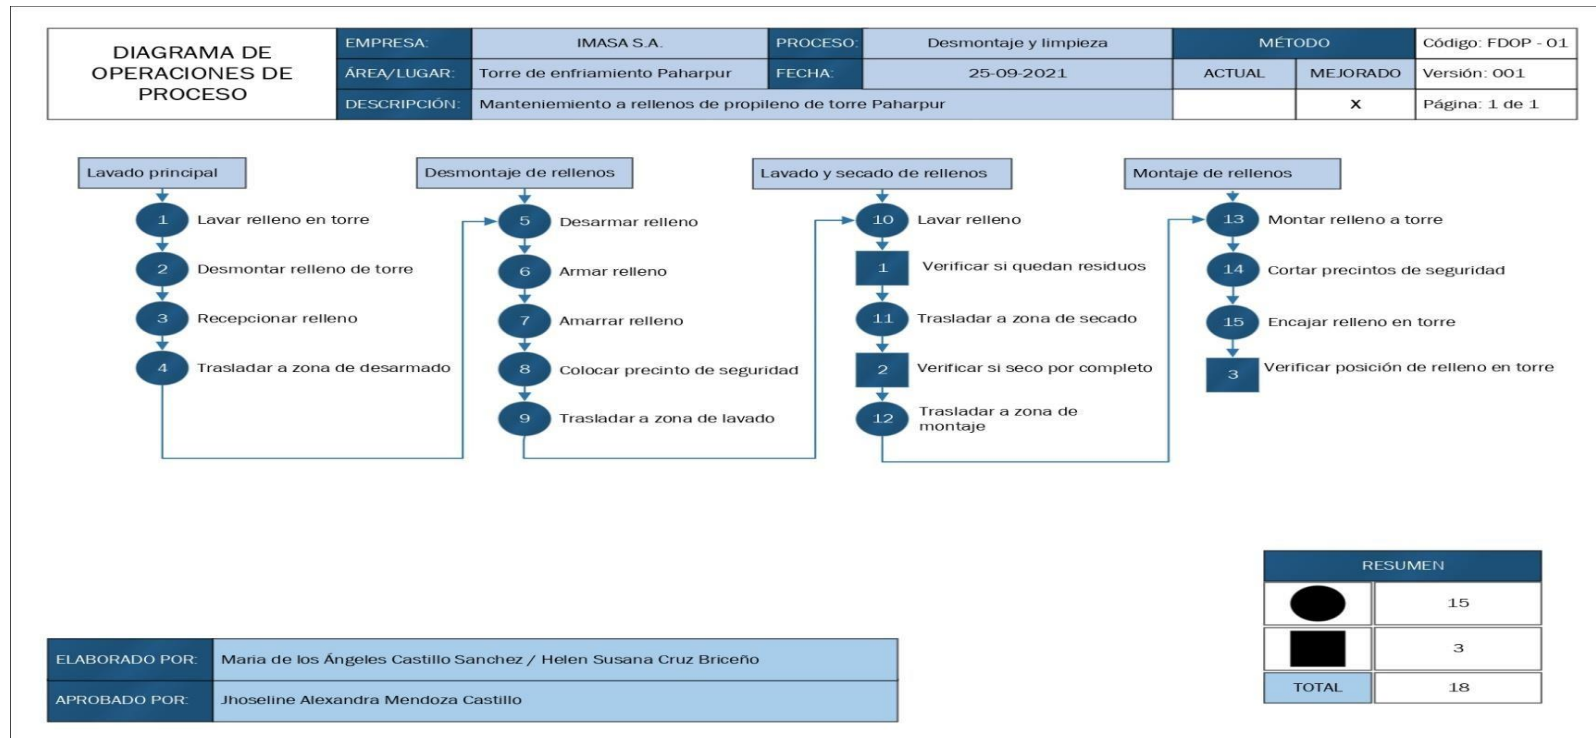 DIAGRAMA DE
OPERACIONES DE
PROCESO
EMPRESA: IMASA S.A. PROCESO: Desmontaje y limpieza MÉTODO Código: FDOP - 01
ÁREA/LUGAR: Torre de enfriamiento Paharpur FECHA: 25-09-2021 ACTUAL MEJORADO Versión: 001
DESCRIPCIÓN: Manteniemiento a rellenos de propileno de torre Paharpur X Página: 1 de 1
Lavado principal
1 Lavar relleno en torre
2 Desmontar relleno de torre
3 Recepcionar relleno
4 Trasladar a zona de desarmado
Desmontaje de rellenos
5 Desarmar relleno
6 Armar relleno
7 Amarrar relleno
8 Colocar precinto de seguridad
9 Trasladar a zona de lavado
Lavado y secado de rellenos
10 Lavar relleno
1 Verificar si quedan residuos
11 Trasladar a zona de secado
2 Verificar si seco por completo
12 Trasladar a zona de
montaje
Montaje de rellenos
13 Montar relleno a torre
14 Cortar precintos de seguridad
15 Encajar relleno en torre
3 Verificar posición de relleno en torre
RESUMEN
15
3
TOTAL 18
ELABORADO POR: Maria de los Ángeles Castillo Sanchez / Helen Susana Cruz Briceño
APROBADO POR: Jhoseline Alexandra Mendoza Castillo